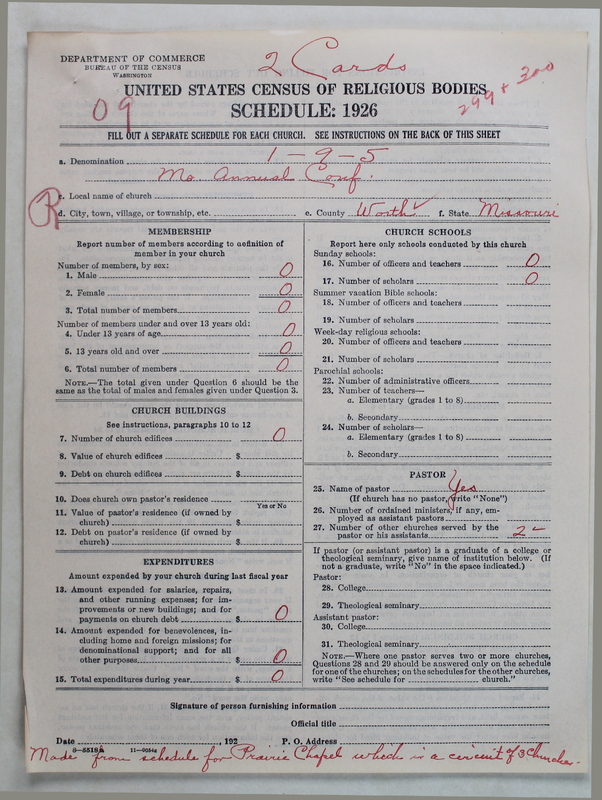 DEPARTMENT OF COMMERCE
BUREAU OF THE CENSUS
WASHINGTON
2 Cards
UNITED STATES CENSUS OF RELIGIOUS BODIES
299 + 300
09
SCHEDULE: 1926
FILL OUT A SEPARATE SCHEDULE FOR EACH CHURCH. SEE INSTRUCTIONS ON THE BACK OF THIS SHEET
a. Denomination 1-9-5
Mo. Annual Conf.
c. Local name of church
R
d. City, town, village, or township, etc. e. County Worth ✓ f. State Missouri
MEMBERSHIP
Report number of members according to definition of
member in your church
Number of members, by sex:
1. Male 0
2. Female 0
3. Total number of members 0
Number of members under and over 13 years old:
4. Under 13 years of age 0
5. 13 years old and over 0
6. Total number of members 0
NOTE.—The total given under Question 6 should be the
same as the total of males and females given under Question 3.
CHURCH BUILDINGS
See instructions, paragraphs 10 to 12
7. Number of church edifices 0
8. Value of church edifices $
9. Debt on church edifices $
10. Does church own pastor's residence
Yes or No
11. Value of pastor's residence (if owned by
church) $
12. Debt on pastor's residence (if owned by
church) $
EXPENDITURES
Amount expended by your church during last fiscal year
13. Amount expended for salaries, repairs,
and other running expenses; for im-
provements or new buildings; and for
payments on church debt $ 0
14. Amount expended for benevolences, in-
cluding home and foreign missions; for
denominational support; and for all
other purposes $ 0
15. Total expenditures during year $ 0
CHURCH SCHOOLS
Report here only schools conducted by this church
Sunday schools:
16. Number of officers and teachers 0
17. Number of scholars 0
Summer vacation Bible schools:
18. Number of officers and teachers
19. Number of scholars
Week-day religious schools:
20. Number of officers and teachers
21. Number of scholars
Parochial schools:
22. Number of administrative officers
23. Number of teachers—
a. Elementary (grades 1 to 8)
b. Secondary
24. Number of scholars—
a. Elementary (grades 1 to 8)
b. Secondary
PASTOR
25. Name of pastor Yes
(If church has no pastor, write "None")
26. Number of ordained ministers, if any, em-
ployed as assistant pastors
27. Number of other churches served by the
pastor or his assistants 2
If pastor (or assistant pastor) is a graduate of a college or
theological seminary, give name of institution below. (If
not a graduate, write "No" in the space indicated.)
Pastor:
28. College
29. Theological seminary
Assistant pastor:
30. College
31. Theological seminary
NOTE.—Where one pastor serves two or more churches,
Questions 28 and 29 should be answered only on the schedule
for one of the churches; on the schedules for the other churches,
write "See schedule for church."
Signature of person furnishing information
Official title
Date , 192 P. O. Address
8—5518a 11—9034a
Made from schedule for Prairie Chapel which is a circuit of 3 Churches.